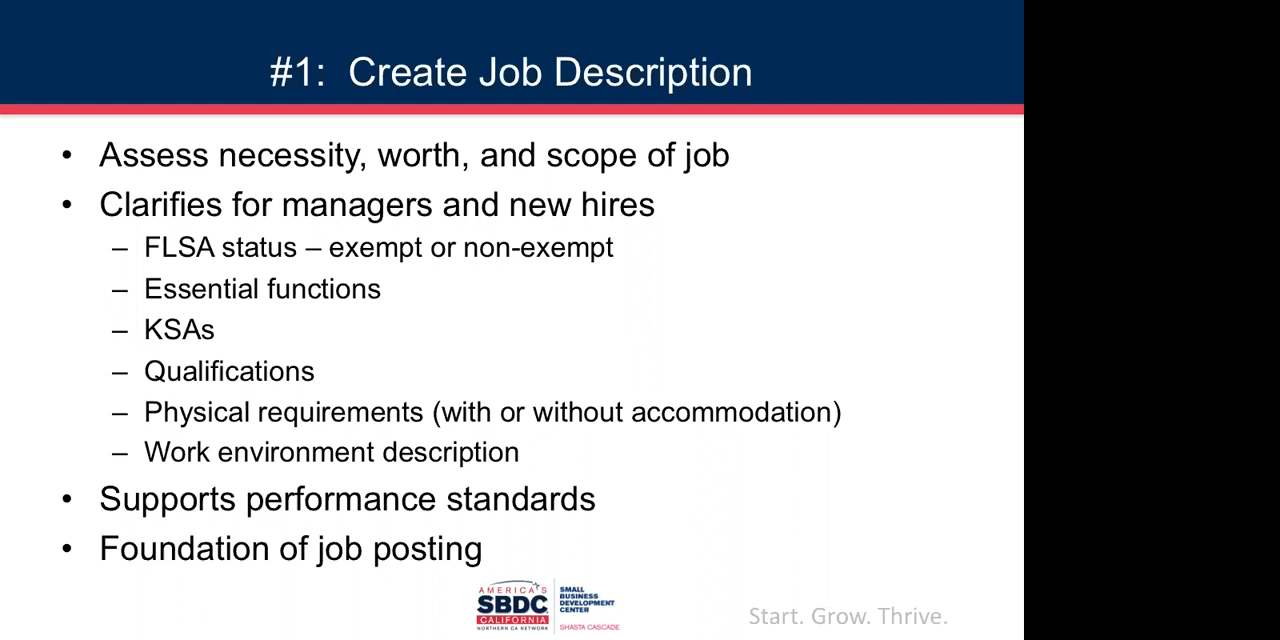 #1: Create Job Description
• Assess necessity, worth, and scope of job
• Clarifies for managers and new hires
– FLSA status – exempt or non-exempt
– Essential functions
– KSAs
– Qualifications
– Physical requirements (with or without accommodation)
– Work environment description
• Supports performance standards
• Foundation of job posting
AMERICA'S
SBDC
CALIFORNIA
NORTHERN CA NETWORK
SMALL
BUSINESS
DEVELOPMENT
CENTER
SHASTA CASCADE
Start. Grow. Thrive.